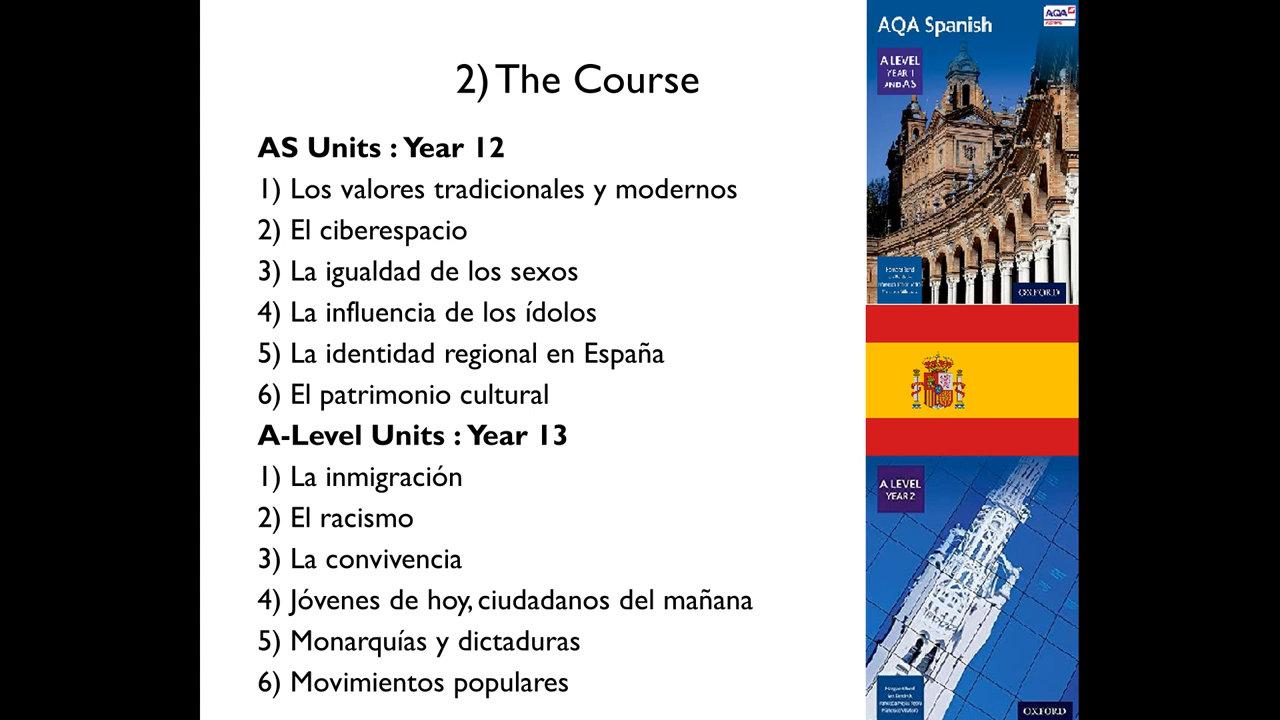 2) The Course
AS Units : Year 12
1) Los valores tradicionales y modernos
2) El ciberespacio
3) La igualdad de los sexos
4) La influencia de los ídolos
5) La identidad regional en España
6) El patrimonio cultural
A-Level Units : Year 13
1) La inmigración
2) El racismo
3) La convivencia
4) Jóvenes de hoy, ciudadanos del mañana
5) Monarquías y dictaduras
6) Movimientos populares
AQA
AQA Spanish
A LEVEL
YEAR 1
AND AS
OXFORD
A LEVEL
YEAR 2
OXFORD